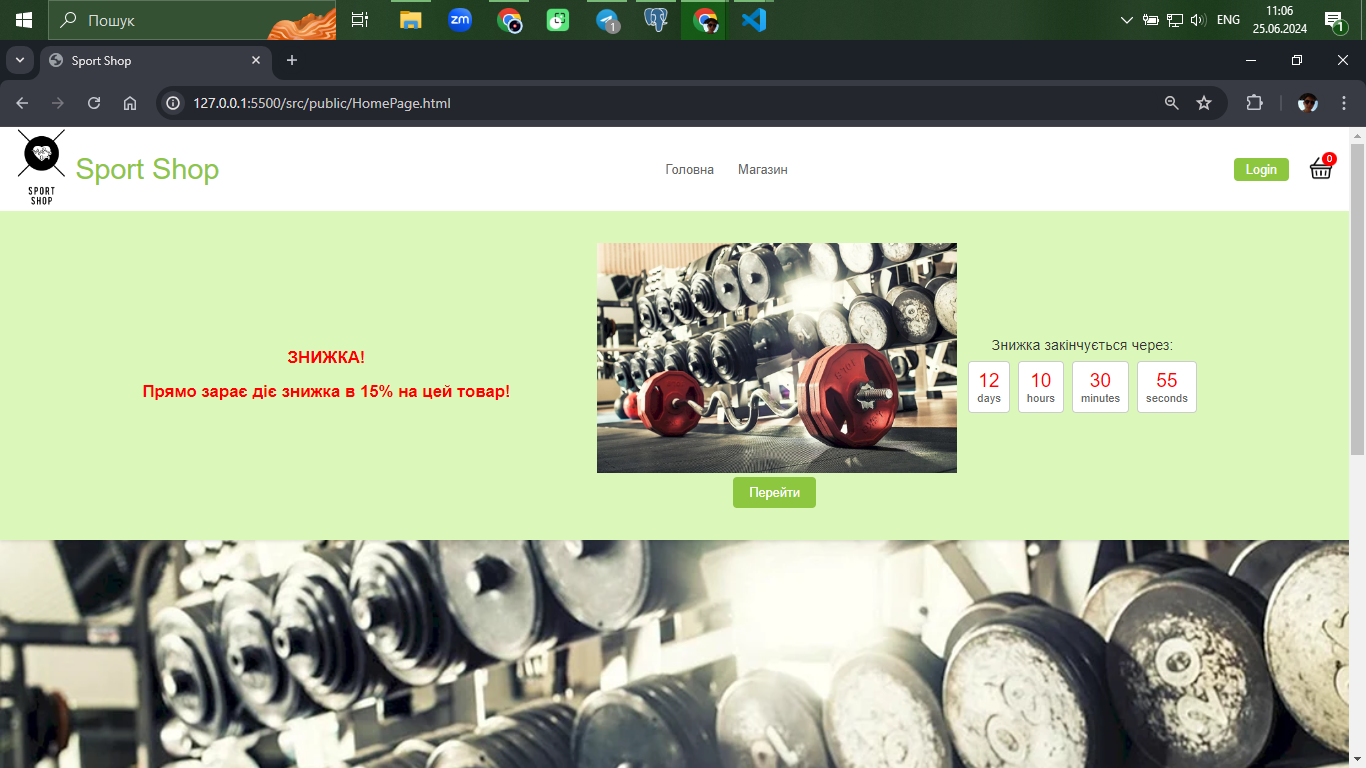 Пошук
1
ENG
11:06
25.06.2024
1
Sport Shop
127.0.0.1:5500/src/public/HomePage.html
SPORT
SHOP
Sport Shop
Головна
Магазин
Login
0
ЗНИЖКА!
Прямо зарає діє знижка в 15% на цей товар!
Знижка закінчується через:
12
days
10
hours
30
minutes
55
seconds
Перейти